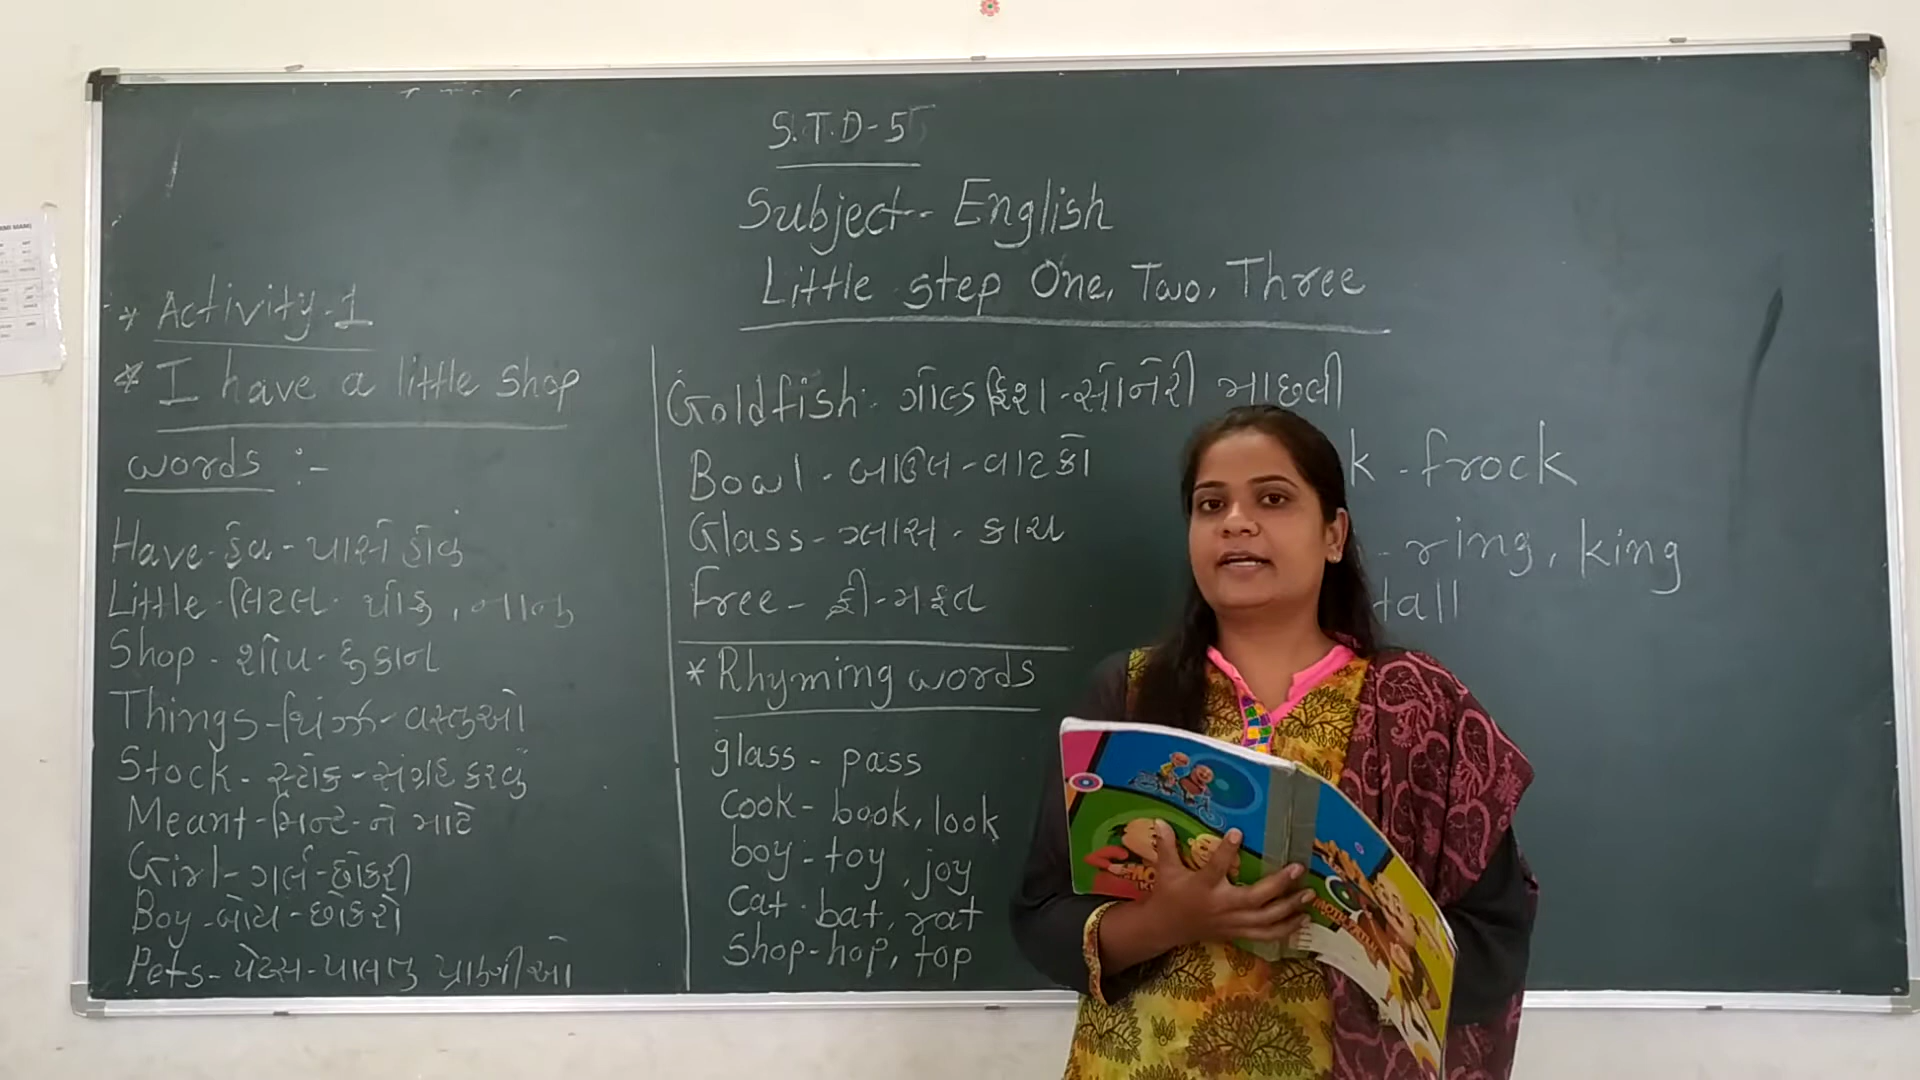 S.T.D-5
Subject-- English
Little step One, Two, Three
* Activity-1
* I have a little shop
words :-
Have-હેવ-પાસે હોવું
Little-લિટલ-થોડુ, નાનુ
Shop-શોપ-દુકાન
Things-થિંગ્ઝ-વસ્તુઓ
Stock-સ્ટોક-સંગ્રહ કરવું
Meant-મિન્ટ-ને માટે
Girl-ગર્લ-છોકરી
Boy-બોય-છોકરો
Pets-પેટસ-પાલતુ પ્રાણીઓ
Goldfish-ગોલ્ડફિશ-સોનેરી માછલી
Bowl-બાઉલ-વાટકો
Glass-ગ્લાસ-કાચ
Free-ફ્રી-મફત
* Rhyming words
glass-pass
cook-book, look
boy-toy, joy
Cat-bat, rat
Shop-hop, top
k-frock
-ring, king
tall